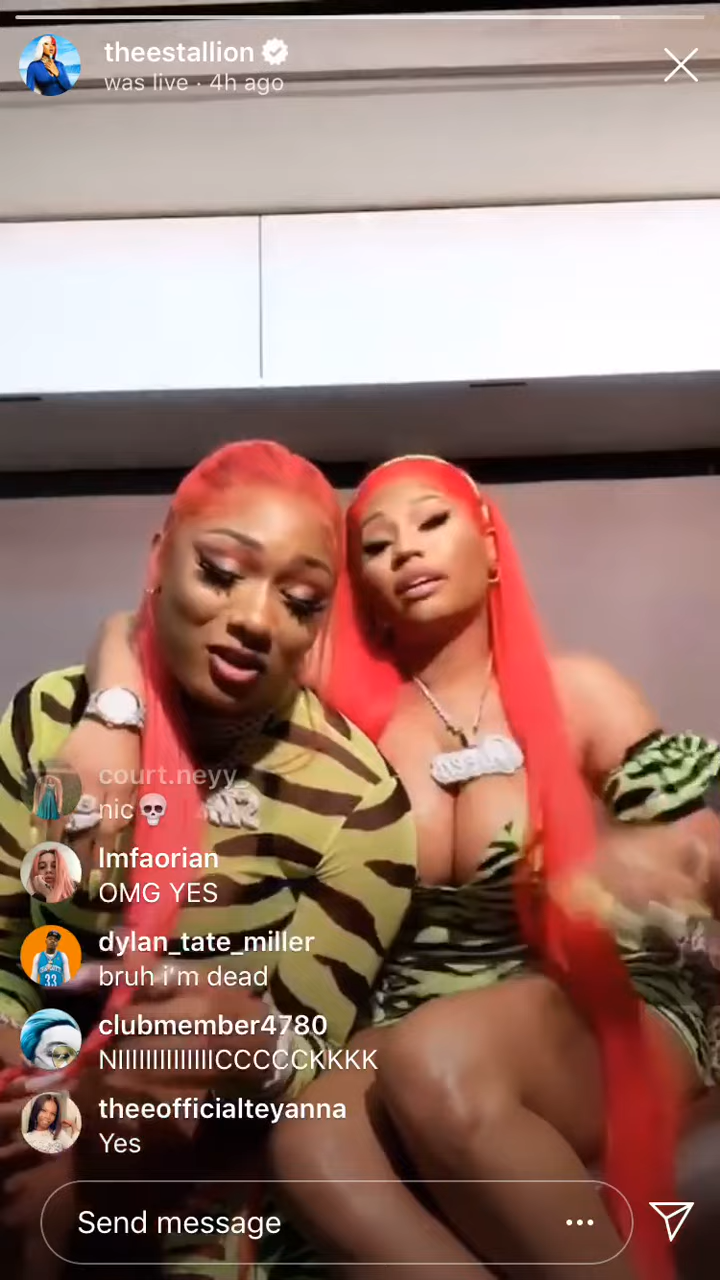 theestallion
was live · 4h ago
court.neyy
nic💀
lmfaorian
OMG YES
dylan_tate_miller
bruh i'm dead
clubmember4780
NIIIIIIIIIIIIIICCCCCKKKK
theeofficialteyanna
Yes
Send message